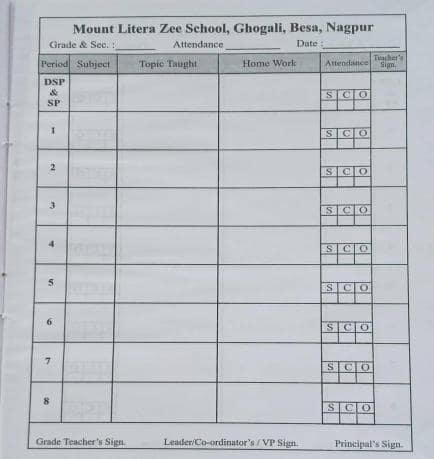 Mount Litera Zee School, Ghogali, Besa, Nagpur
Grade & Sec. : Attendance Date :
Period Subject Topic Taught Home Work Attendance Teacher's Sign.
DSP & SP S C O
1 S C O
2 S C O
3 S C O
4 S C O
5 S C O
6 S C O
7 S C O
8 S C O
Grade Teacher's Sign. Leader/Co-ordinator's / VP Sign. Principal's Sign.